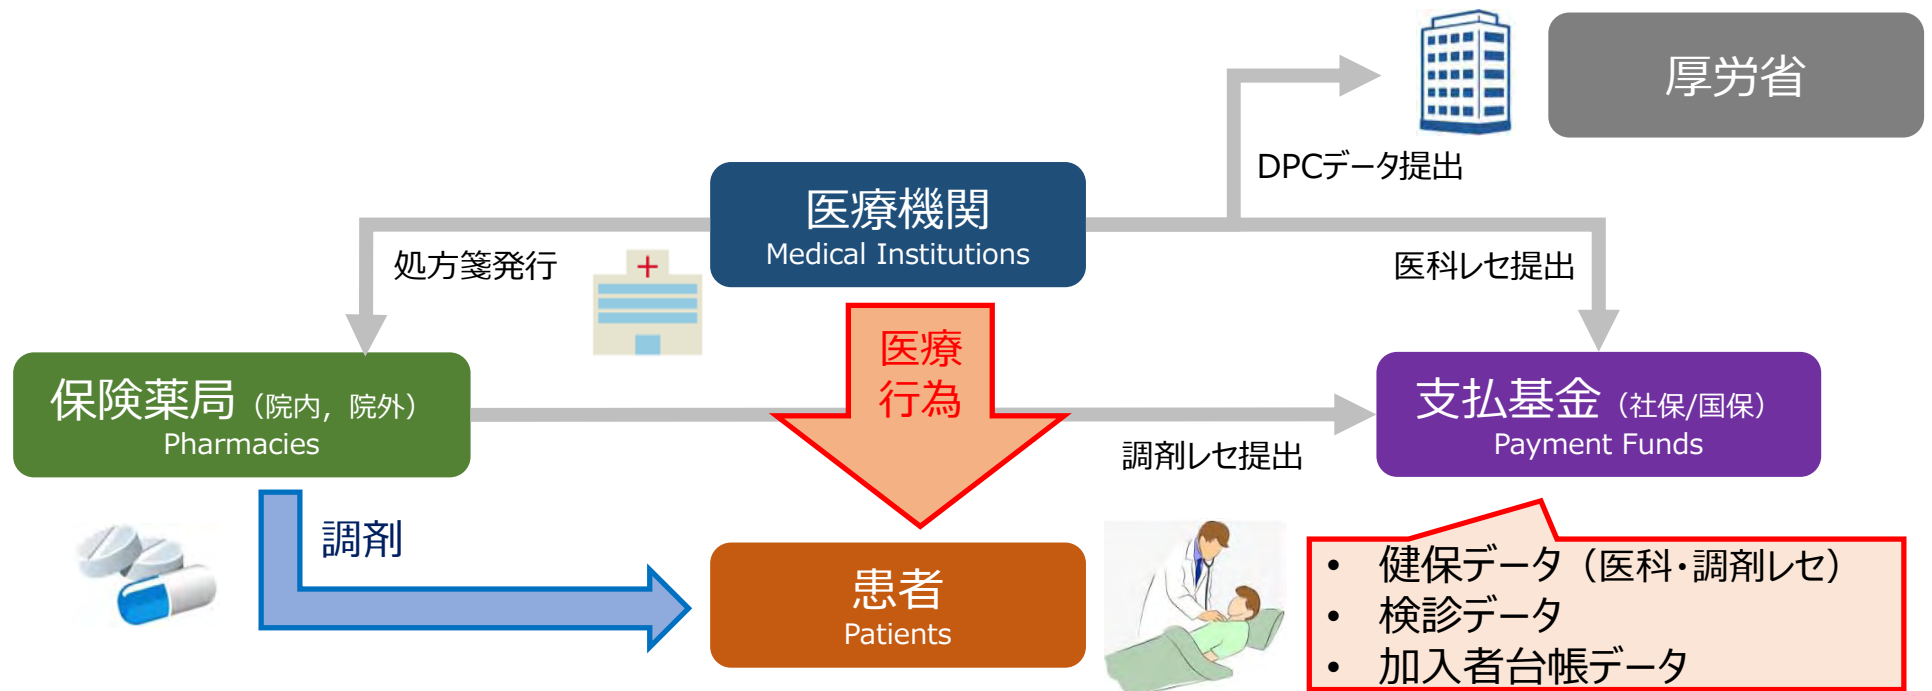 厚労省
DPCデータ提出
医療機関
Medical Institutions
処方箋発行
医科レセ提出
医療
行為
保険薬局（院内，院外）
Pharmacies
支払基金（社保/国保）
Payment Funds
調剤レセ提出
調剤
患者
Patients
• 健保データ（医科・調剤レセ）
• 検診データ
• 加入者台帳データ